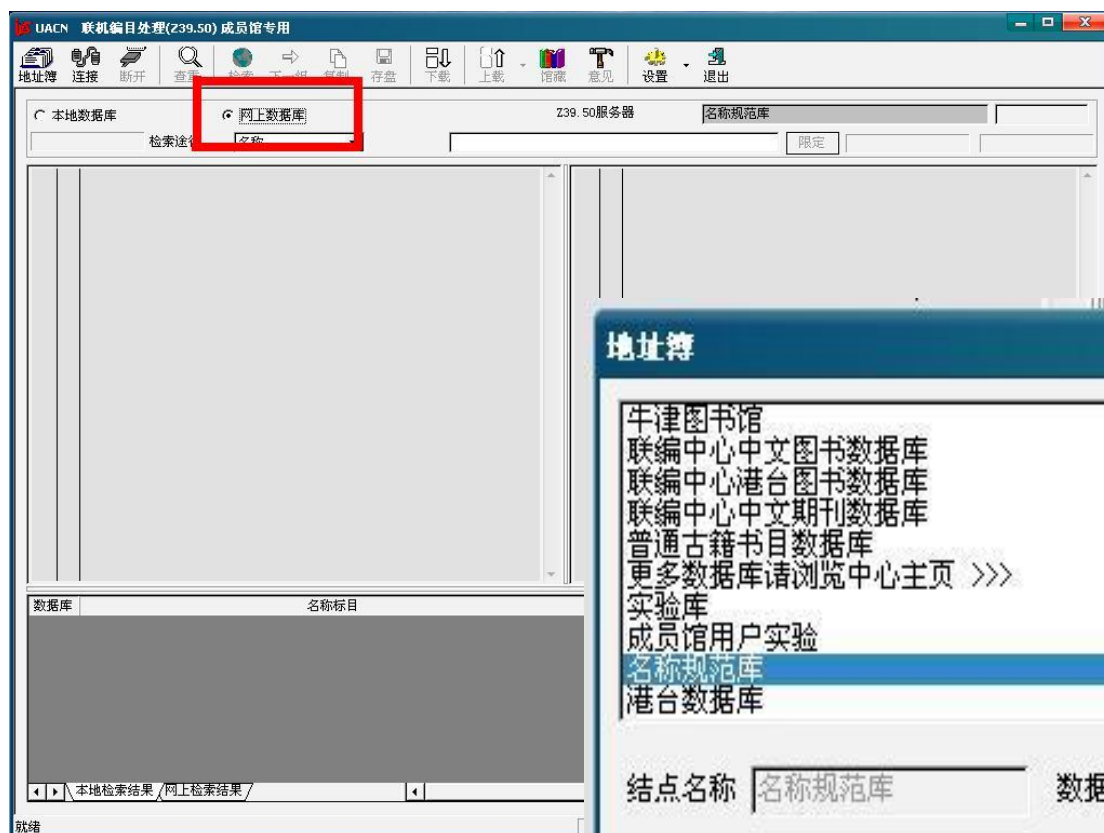 UACN 联机编目处理(Z39.50) 成员馆专用
地址簿 连接 断开 查重 检索 下一组 复制 存盘 下载 上载 馆藏 意见 设置 退出
本地数据库 网上数据库 Z39.50服务器 名称规范库
检索途径 名称 限定
地址簿
牛津图书馆
联编中心中文图书数据库
联编中心港台图书数据库
联编中心中文期刊数据库
普通古籍书目数据库
更多数据库请浏览中心主页 >>>
实验库
成员馆用户实验
名称规范库
港台数据库
结点名称 名称规范库 数据
数据库 名称标目
本地检索结果 网上检索结果
就绪